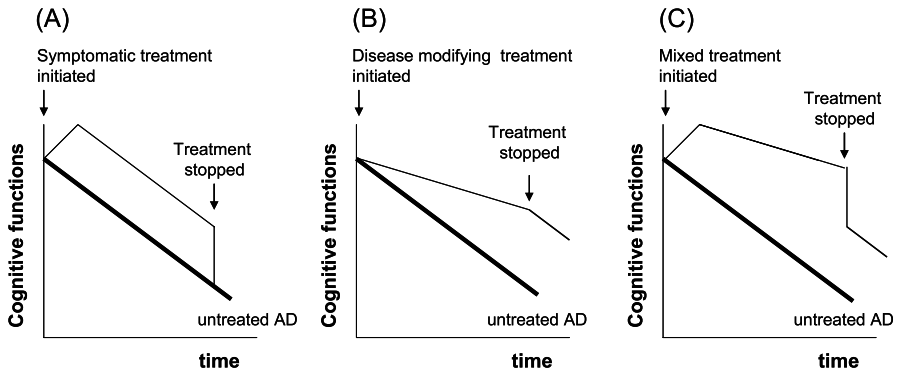 (A)
Symptomatic treatment
initiated
Treatment
stopped
Cognitive functions
untreated AD
time
(B)
Disease modifying treatment
initiated
Treatment
stopped
Cognitive functions
untreated AD
time
(C)
Mixed treatment
initiated
Treatment
stopped
Cognitive functions
untreated AD
time